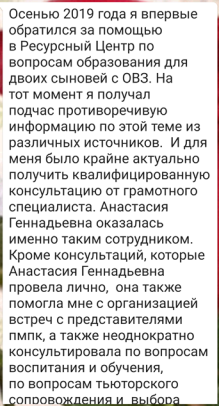 Осенью 2019 года я впервые
обратился за помощью
в Ресурсный Центр по
вопросам образования для
двоих сыновей с ОВЗ. На
тот момент я получал
подчас противоречивую
информацию по этой теме из
различных источников.  И для
меня было крайне актуально
получить квалифицированную
консультацию от грамотного
специалиста. Анастасия
Геннадьевна оказалась
именно таким сотрудником.
Кроме консультаций, которые
Анастасия Геннадьевна
провела лично,  она также
помогла мне с организацией
встреч с представителями
пмпк, а также неоднократно
консультировала по вопросам
воспитания и обучения,
по вопросам тьюторского
сопровождения и  выбора